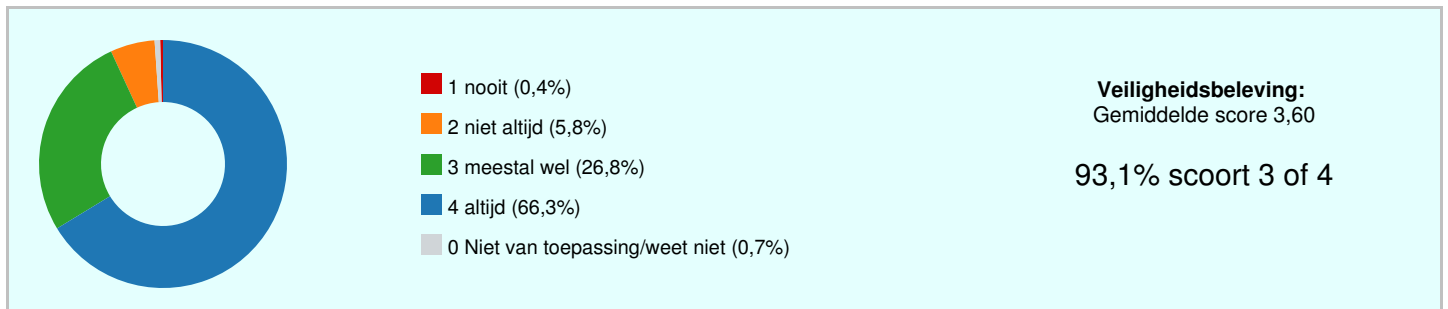 1 nooit (0,4%)
2 niet altijd (5,8%)
3 meestal wel (26,8%)
4 altijd (66,3%)
0 Niet van toepassing/weet niet (0,7%)
Veiligheidsbeleving:
Gemiddelde score 3,60
93,1% scoort 3 of 4